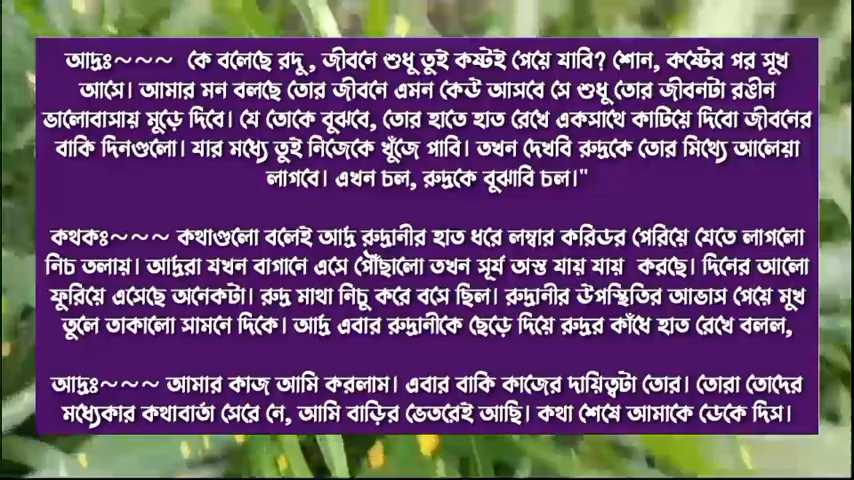 আদ্রঃ~~~ কে বলেছে রুদু, জীবনে শুধু তুই কষ্টই পেয়ে যাবি? শোন, কষ্টের পর সুখ
আসে। আমার মন বলছে তোর জীবনে এমন কেউ আসবে সে শুধু তোর জীবনটা রঙীন
ভালোবাসায় মুড়ে দিবে। যে তোকে বুঝবে, তোর হাতে হাত রেখে একসাথে কাটিয়ে দিবো জীবনের
বাকি দিনগুলো। যার মধ্যে তুই নিজেকে খুঁজে পাবি। তখন দেখবি রুদ্রকে তোর মিথ্যে আলেয়া
লাগবে। এখন চল, রুদ্রকে বুঝাবি চল।"
কথকঃ~~~ কথাগুলো বলেই আদ্র রুদ্রানীর হাত ধরে লম্বার করিডর পেরিয়ে যেতে লাগলো
নিচ তলায়। আদ্ররা যখন বাগানে এসে পৌঁছালো তখন সূর্য অস্ত যায় যায় করছে। দিনের আলো
ফুরিয়ে এসেছে অনেকটা। রুদ্র মাথা নিচু করে বসে ছিল। রুদ্রানীর উপস্থিতির আভাস পেয়ে মুখ
তুলে তাকালো সামনে দিকে। আদ্র এবার রুদ্রানীকে ছেড়ে দিয়ে রুদ্রর কাঁধে হাত রেখে বলল,
আদ্রঃ~~~ আমার কাজ আমি করলাম। এবার বাকি কাজের দায়িত্বটা তোর। তোরা তোদের
মধ্যেকার কথাবার্তা সেরে নে, আমি বাড়ির ভেতরেই আছি। কথা শেষে আমাকে ডেকে দিস।